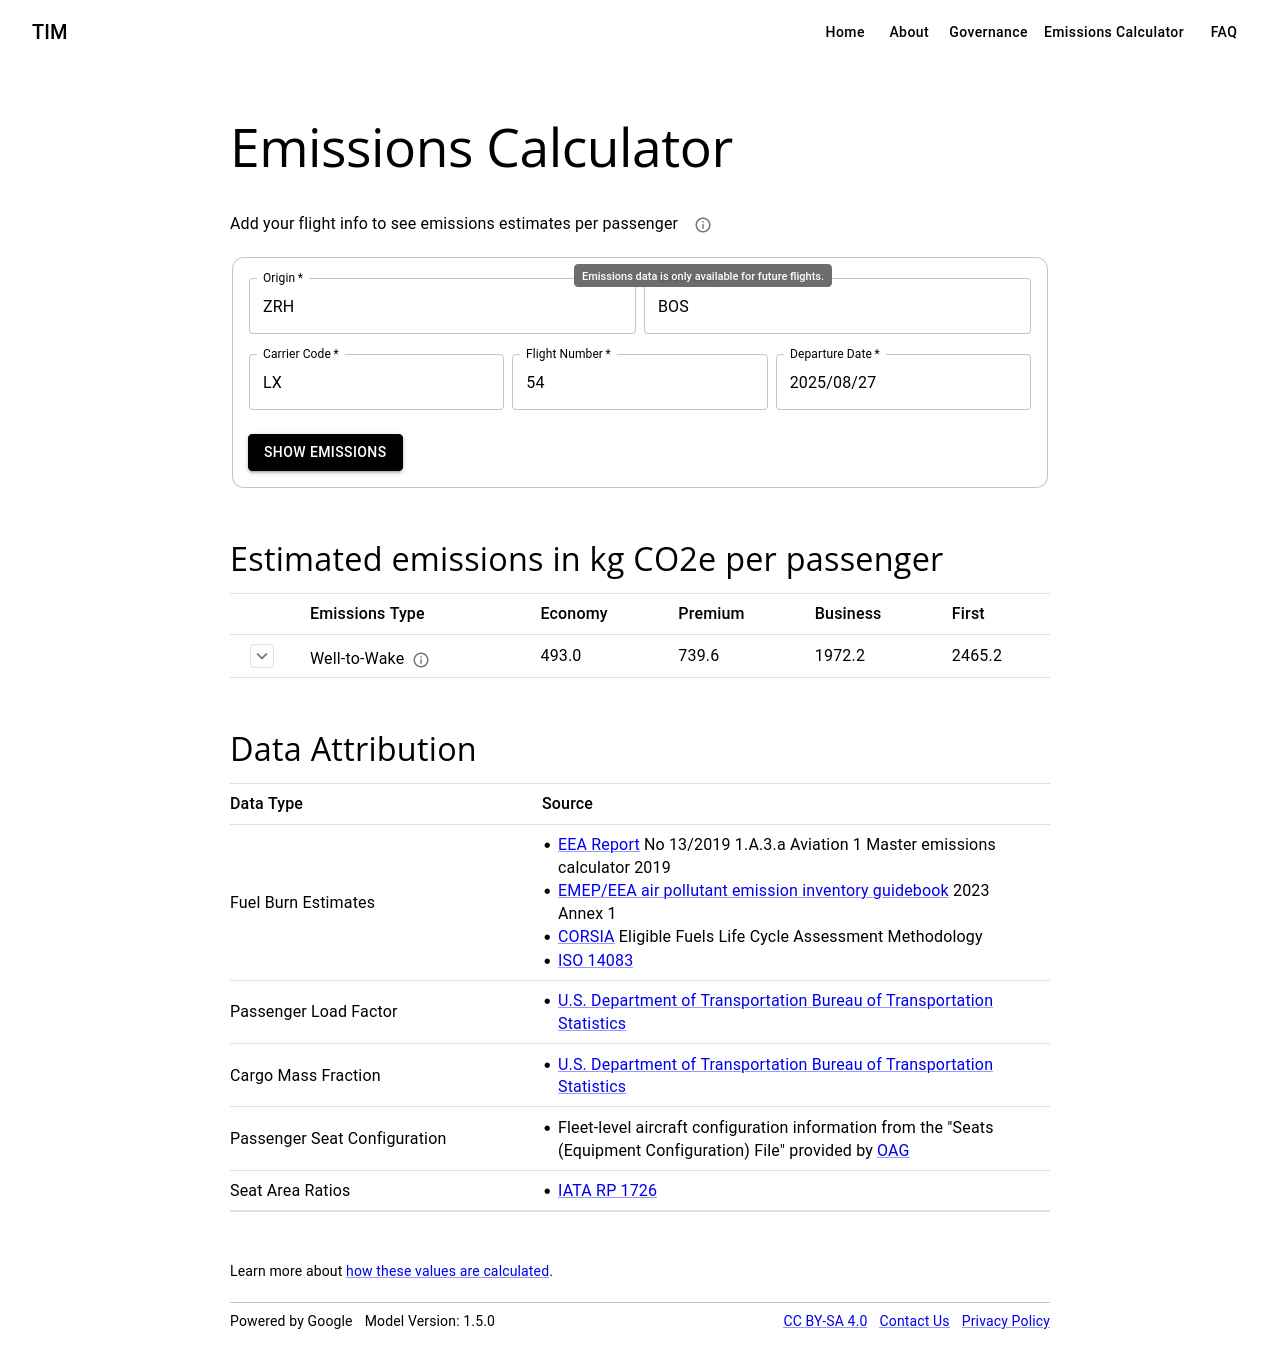 TIM
Home About Governance Emissions Calculator FAQ
Emissions Calculator
Add your flight info to see emissions estimates per passenger
Emissions data is only available for future flights.
Origin *
ZRH
BOS
Carrier Code *
LX
Flight Number *
54
Departure Date *
2025/08/27
SHOW EMISSIONS
Estimated emissions in kg CO2e per passenger
Emissions Type Economy Premium Business First
Well-to-Wake 493.0 739.6 1972.2 2465.2
Data Attribution
Data Type Source
Fuel Burn Estimates
• EEA Report No 13/2019 1.A.3.a Aviation 1 Master emissions
calculator 2019
• EMEP/EEA air pollutant emission inventory guidebook 2023
Annex 1
• CORSIA Eligible Fuels Life Cycle Assessment Methodology
• ISO 14083
Passenger Load Factor
• U.S. Department of Transportation Bureau of Transportation
Statistics
Cargo Mass Fraction
• U.S. Department of Transportation Bureau of Transportation
Statistics
Passenger Seat Configuration
• Fleet-level aircraft configuration information from the "Seats
(Equipment Configuration) File" provided by OAG
Seat Area Ratios
• IATA RP 1726
Learn more about how these values are calculated.
Powered by Google Model Version: 1.5.0 CC BY-SA 4.0 Contact Us Privacy Policy